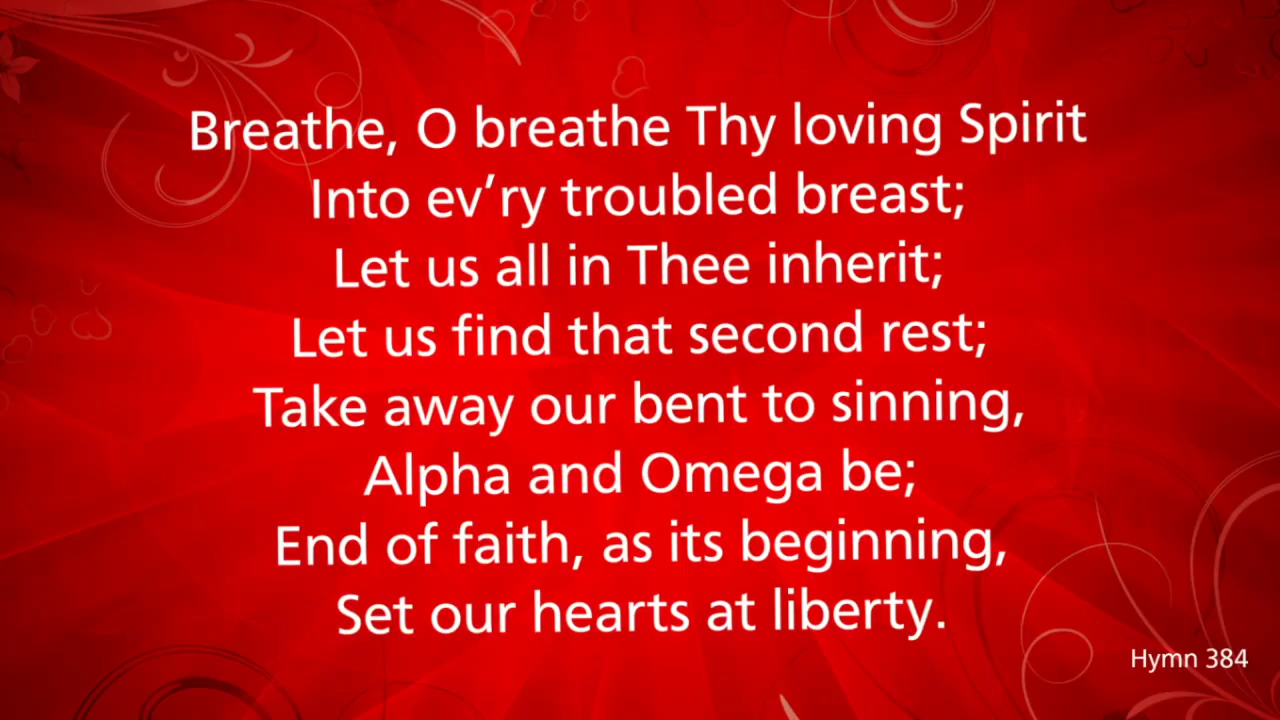 Breathe, O breathe Thy loving Spirit
Into ev’ry troubled breast;
Let us all in Thee inherit;
Let us find that second rest;
Take away our bent to sinning,
Alpha and Omega be;
End of faith, as its beginning,
Set our hearts at liberty.
Hymn 384